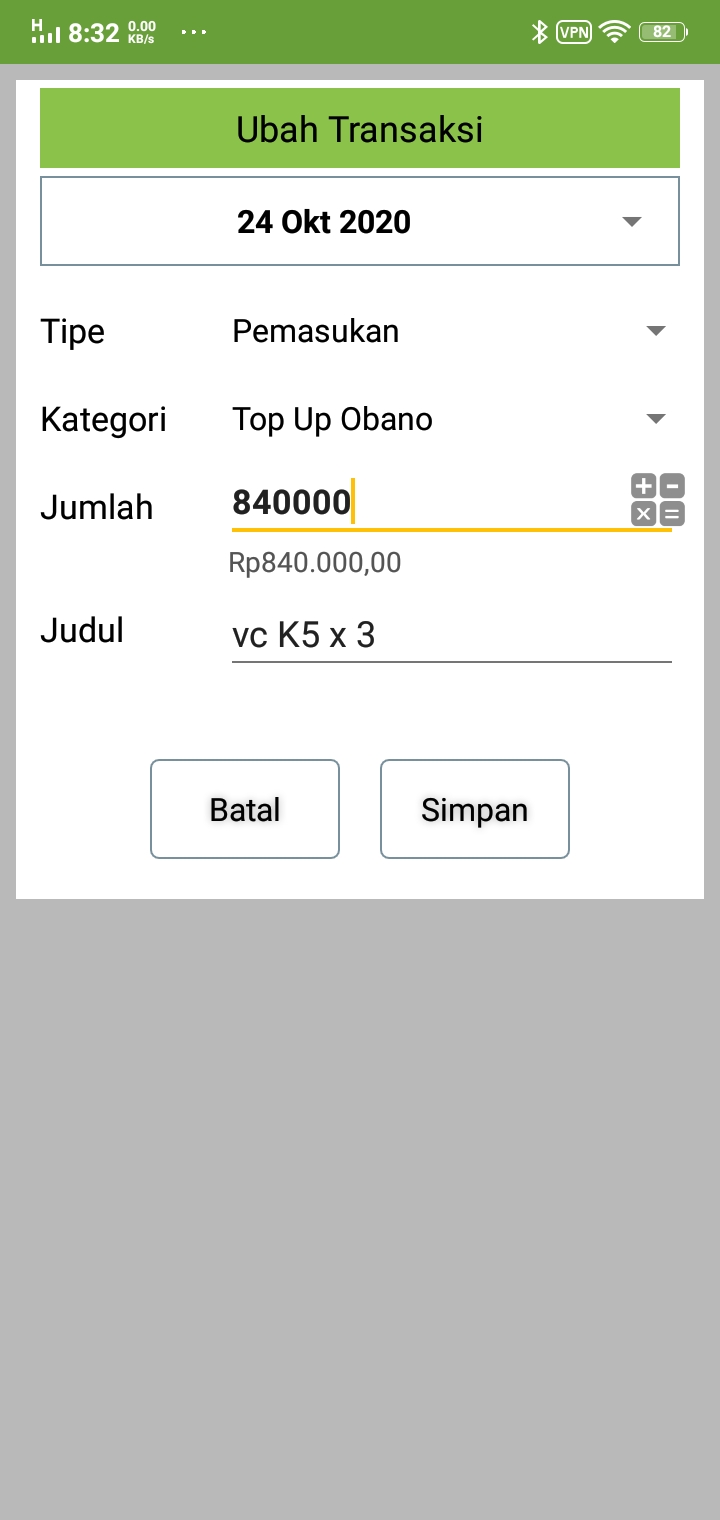 H 8:32 0.00 KB/s ... VPN 82
Ubah Transaksi
24 Okt 2020
Tipe Pemasukan
Kategori Top Up Obano
Jumlah 840000
Rp840.000,00
Judul vc K5 x 3
Batal Simpan